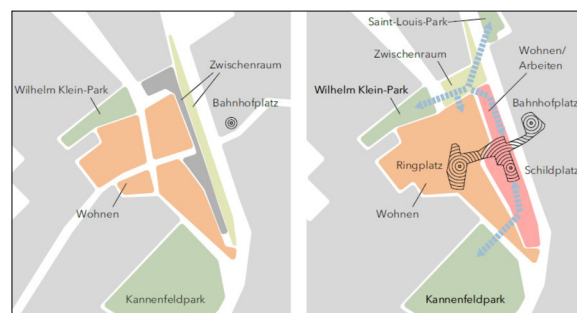 Zwischenraum
Wilhelm Klein-Park
Bahnhofplatz
Wohnen
Kannenfeldpark
Saint-Louis-Park
Zwischenraum
Wohnen/
Arbeiten
Wilhelm Klein-Park
Bahnhofplatz
Ringplatz
Schildplatz
Wohnen
Kannenfeldpark